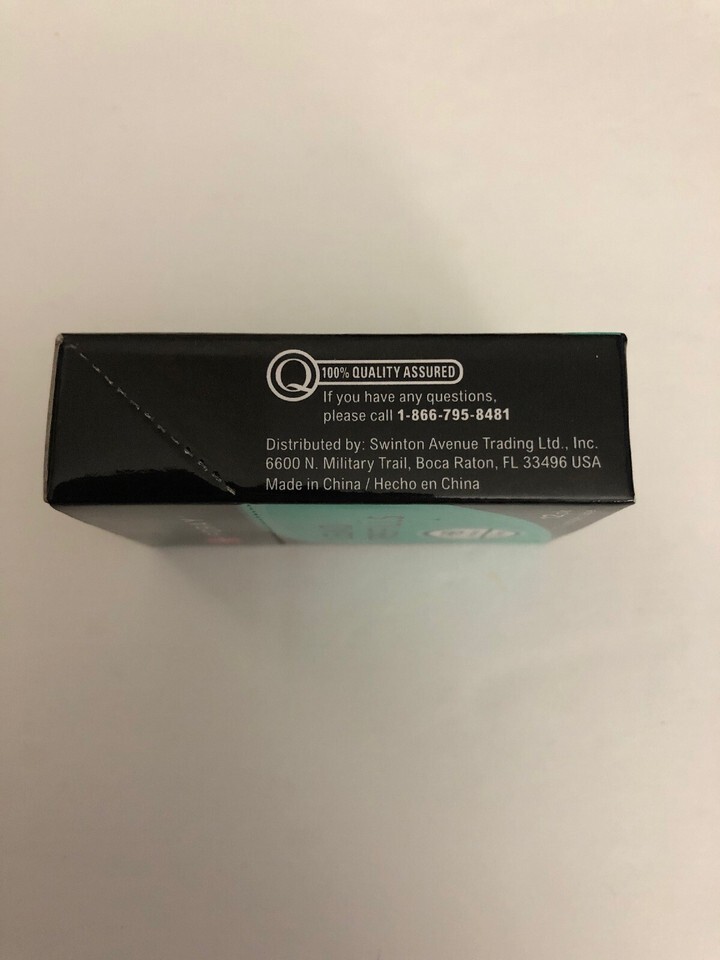 Q 100% QUALITY ASSURED
If you have any questions,
please call 1-866-795-8481
Distributed by: Swinton Avenue Trading Ltd., Inc.
6600 N. Military Trail, Boca Raton, FL 33496 USA
Made in China / Hecho en China